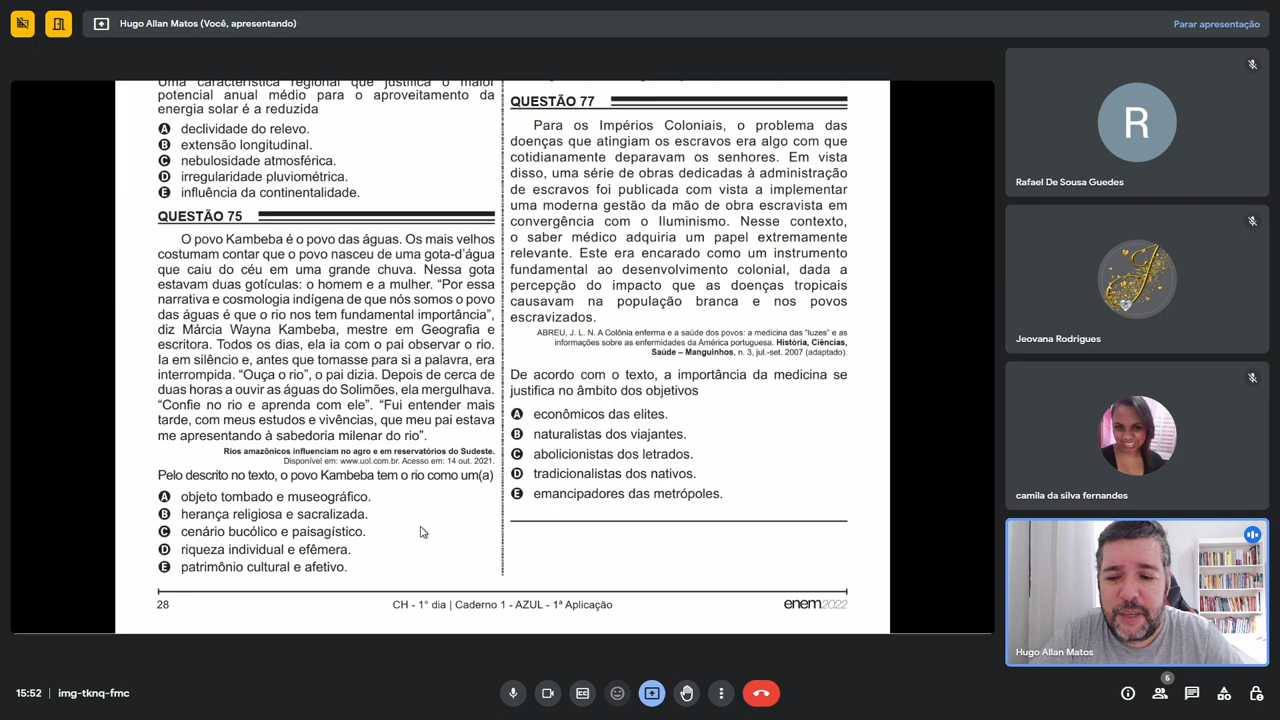 Hugo Allan Matos (Você, apresentando)
Parar apresentação
Uma característica regional que justifica o maior
potencial anual médio para o aproveitamento da
energia solar é a reduzida
A declividade do relevo.
B extensão longitudinal.
C nebulosidade atmosférica.
D irregularidade pluviométrica.
E influência da continentalidade.
QUESTÃO 75
O povo Kambeba é o povo das águas. Os mais velhos
costumam contar que o povo nasceu de uma gota-d’água
que caiu do céu em uma grande chuva. Nessa gota
estavam duas gotículas: o homem e a mulher. “Por essa
narrativa e cosmologia indígena de que nós somos o povo
das águas é que o rio nos tem fundamental importância”,
diz Márcia Wayna Kambeba, mestre em Geografia e
escritora. Todos os dias, ela ia com o pai observar o rio.
Ia em silêncio e, antes que tomasse para si a palavra, era
interrompida. “Ouça o rio”, o pai dizia. Depois de cerca de
duas horas a ouvir as águas do Solimões, ela mergulhava.
“Confie no rio e aprenda com ele”. “Fui entender mais
tarde, com meus estudos e vivências, que meu pai estava
me apresentando à sabedoria milenar do rio”.
Rios amazônicos influenciam no agro e em reservatórios do Sudeste.
Disponível em: www.uol.com.br. Acesso em: 14 out. 2021.
Pelo descrito no texto, o povo Kambeba tem o rio como um(a)
A objeto tombado e museográfico.
B herança religiosa e sacralizada.
C cenário bucólico e paisagístico.
D riqueza individual e efêmera.
E patrimônio cultural e afetivo.
QUESTÃO 77
Para os Impérios Coloniais, o problema das
doenças que atingiam os escravos era algo com que
cotidianamente deparavam os senhores. Em vista
disso, uma série de obras dedicadas à administração
de escravos foi publicada com vista a implementar
uma moderna gestão da mão de obra escravista em
convergência com o Iluminismo. Nesse contexto,
o saber médico adquiria um papel extremamente
relevante. Este era encarado como um instrumento
fundamental ao desenvolvimento colonial, dada a
percepção do impacto que as doenças tropicais
causavam na população branca e nos povos
escravizados.
ABREU, J. L. N. A Colônia enferma e a saúde dos povos: a medicina das “luzes” e as
informações sobre as enfermidades da América portuguesa. História, Ciências,
Saúde – Manguinhos, n. 3, jul.-set. 2007 (adaptado).
De acordo com o texto, a importância da medicina se
justifica no âmbito dos objetivos
A econômicos das elites.
B naturalistas dos viajantes.
C abolicionistas dos letrados.
D tradicionalistas dos nativos.
E emancipadores das metrópoles.
28
CH - 1° dia | Caderno 1 - AZUL - 1ª Aplicação
enem2022
R
Rafael De Sousa Guedes
J
Jeovana Rodrigues
camila da silva fernandes
Hugo Allan Matos
15:52 | img-tknq-fmc
6